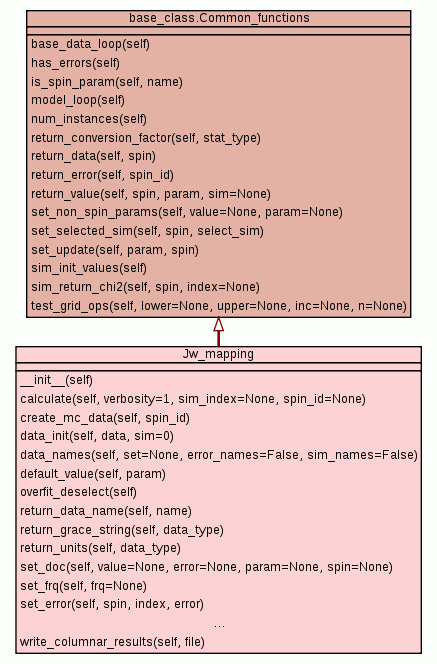 base_class.Common_functions
base_data_loop(self)
has_errors(self)
is_spin_param(self, name)
model_loop(self)
num_instances(self)
return_conversion_factor(self, stat_type)
return_data(self, spin)
return_error(self, spin_id)
return_value(self, spin, param, sim=None)
set_non_spin_params(self, value=None, param=None)
set_selected_sim(self, spin, select_sim)
set_update(self, param, spin)
sim_init_values(self)
sim_return_chi2(self, spin, index=None)
test_grid_ops(self, lower=None, upper=None, inc=None, n=None)
Jw_mapping
__init__(self)
calculate(self, verbosity=1, sim_index=None, spin_id=None)
create_mc_data(self, spin_id)
data_init(self, data, sim=0)
data_names(self, set=None, error_names=False, sim_names=False)
default_value(self, param)
overfit_deselect(self)
return_data_name(self, name)
return_grace_string(self, data_type)
return_units(self, data_type)
set_doc(self, value=None, error=None, param=None, spin=None)
set_frq(self, frq=None)
set_error(self, spin, index, error)
...
write_columnar_results(self, file)